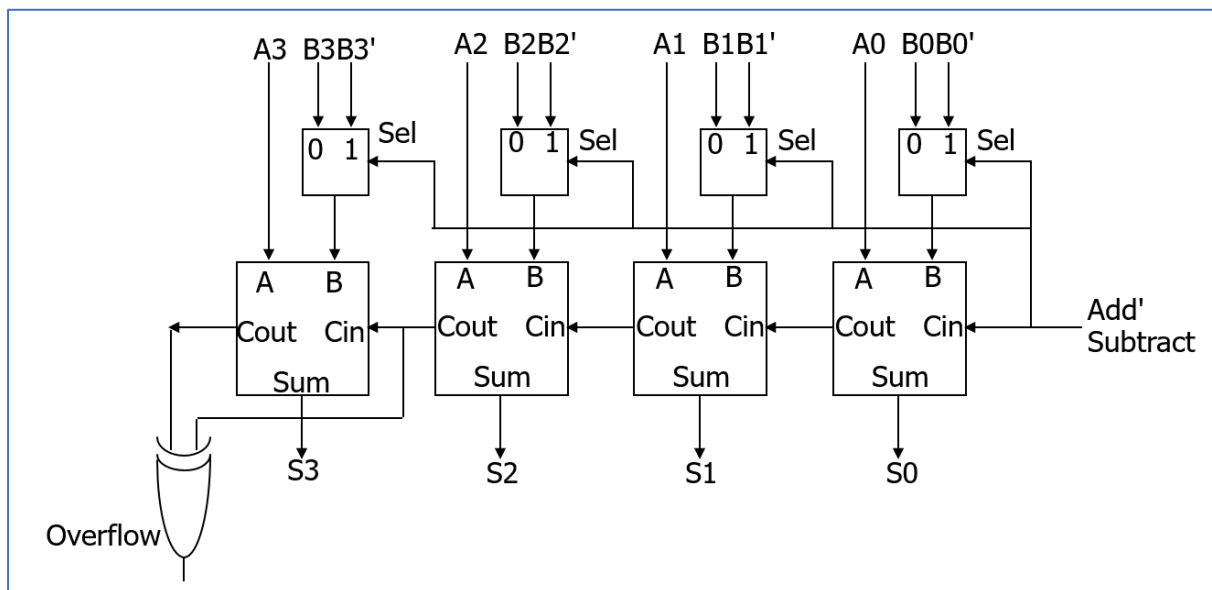 A3 B3B3' A2 B2B2' A1 B1B1' A0 B0B0'
0 1 Sel 0 1 Sel 0 1 Sel 0 1 Sel
A B A B A B A B
Cout Cin Cout Cin Cout Cin Cout Cin Add'
Subtract
Sum Sum Sum Sum
S3 S2 S1 S0
Overflow